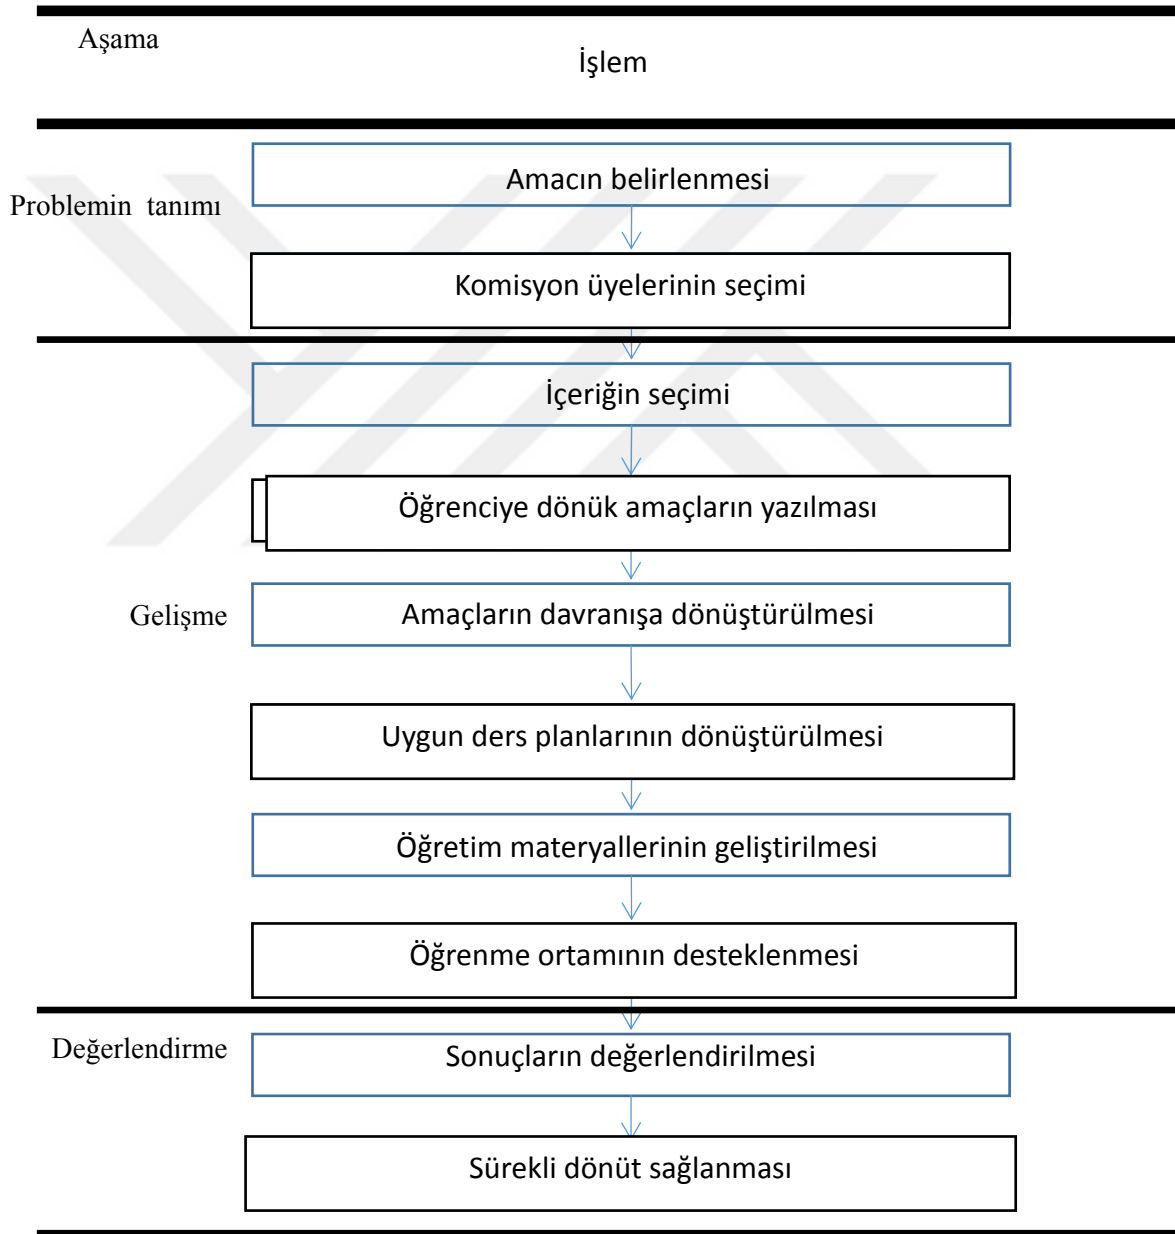 Aşama
İşlem
Amacın belirlenmesi
Problemin tanımı
Komisyon üyelerinin seçimi
İçeriğin seçimi
Öğrenciye dönük amaçların yazılması
Gelişme
Amaçların davranışa dönüştürülmesi
Uygun ders planlarının dönüştürülmesi
Öğretim materyallerinin geliştirilmesi
Öğrenme ortamının desteklenmesi
Değerlendirme
Sonuçların değerlendirilmesi
Sürekli dönüt sağlanması